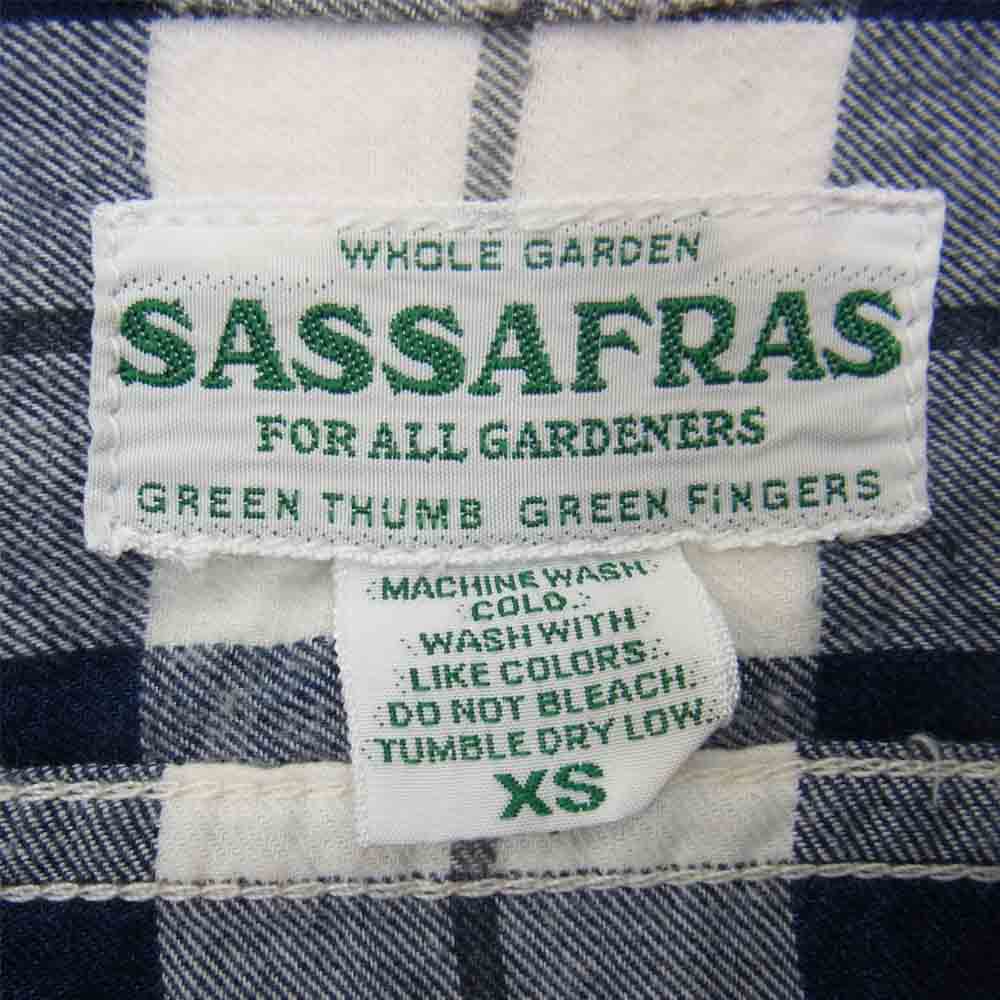 WHOLE GARDEN
SASSAFRAS
FOR ALL GARDENERS
GREEN THUMB GREEN FINGERS
MACHINE WASH
COLD.
WASH WITH
LIKE COLORS.
DO NOT BLEACH.
TUMBLE DRY LOW.
XS